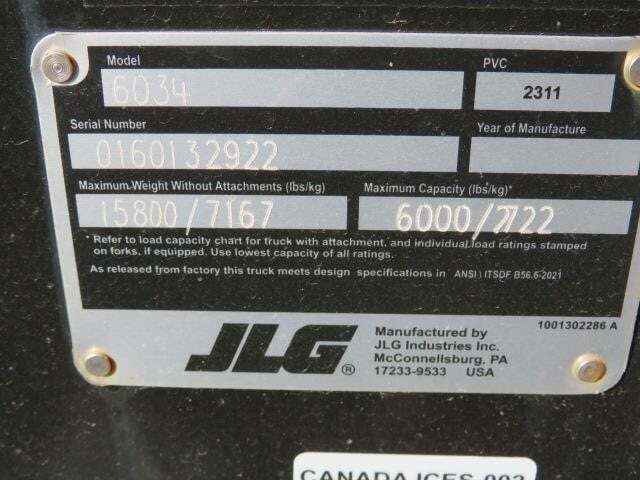 Model
PVC
6034
2311
Serial Number
Year of Manufacture
0160132922
Maximum Weight Without Attachments (lbs/kg)
Maximum Capacity (lbs/kg)*
15800/7167
6000/2722
* Refer to load capacity chart for truck with attachment, and individual load ratings stamped
on forks, if equipped. Use lowest capacity of all ratings.
As released from factory this truck meets design specifications in ANSI \ ITSDF B56.6-2021
JLG®
Manufactured by
JLG Industries Inc.
McConnellsburg, PA
17233-9533 USA
1001302286 A
CANADA ICES-002